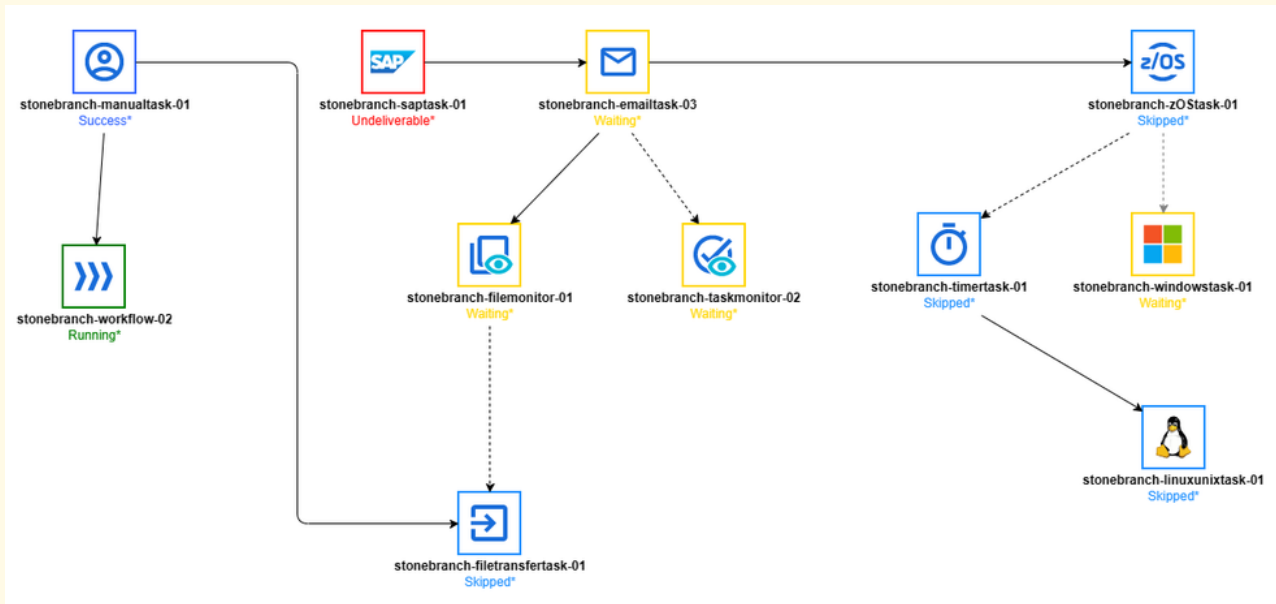 SAP
z/OS
stonebranch-manualtask-01
Success*
stonebranch-saptask-01
Undeliverable*
stonebranch-emailtask-03
Waiting*
stonebranch-zOStask-01
Skipped*
stonebranch-workflow-02
Running*
stonebranch-filemonitor-01
Waiting*
stonebranch-taskmonitor-02
Waiting*
stonebranch-timertask-01
Skipped*
stonebranch-windowstask-01
Waiting*
stonebranch-linuxunixtask-01
Skipped*
stonebranch-filetransfertask-01
Skipped*